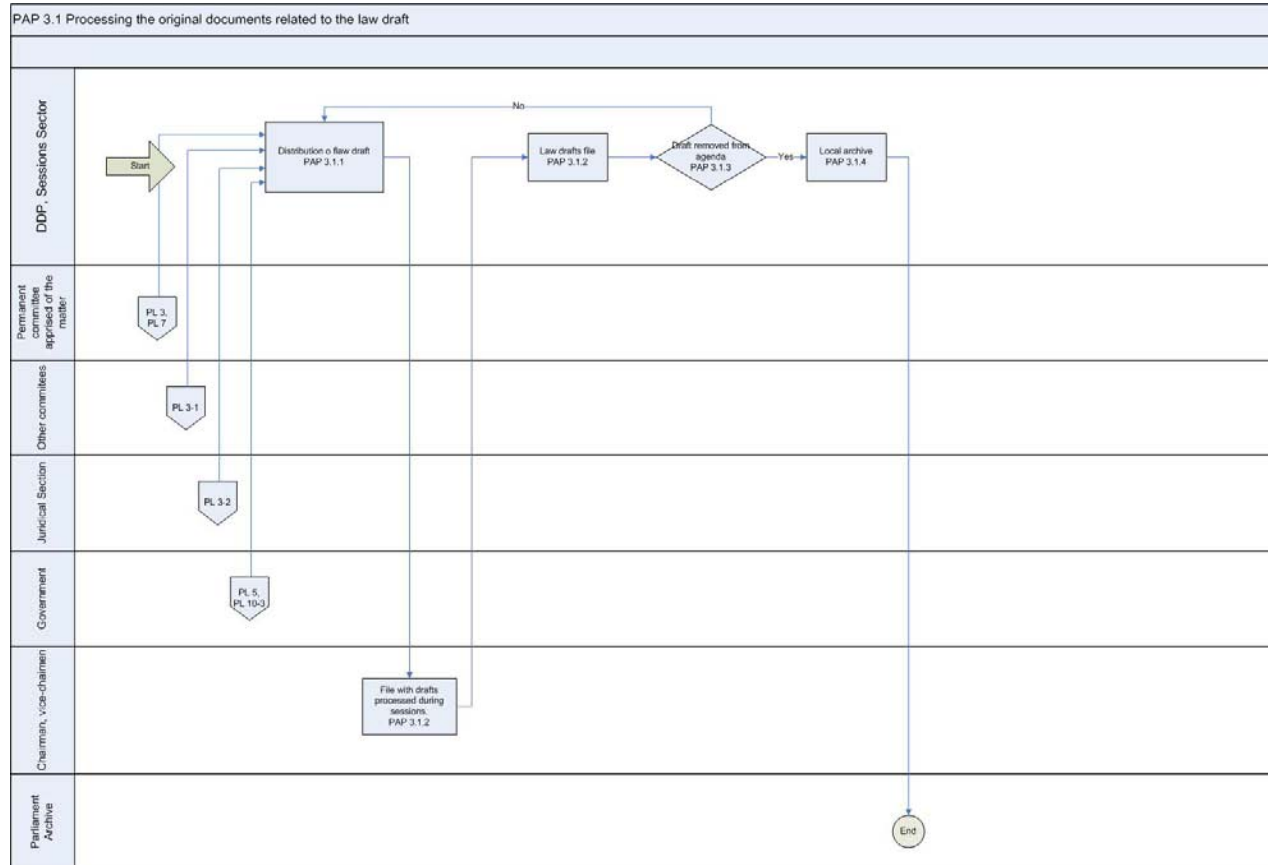 PAP 3.1 Processing the original documents related to the law draft
DDP, Sessions Sector
Start
Distribution o flaw draft
PAP 3.1.1
No
Law drafts file
PAP 3.1.2
Draft removed from
agenda
PAP 3.1.3
Yes
Local archive
PAP 3.1.4
Permanent
committee
apprised of the
matter
PL 3,
PL 7
Other commitees
PL 3-1
Juridical Section
PL 3-2
Government
PL 5,
PL 10-3
Chairman, vice-chaimen
File with drafts
processed during
sessions.
PAP 3.1.2
Parliament
Archive
End